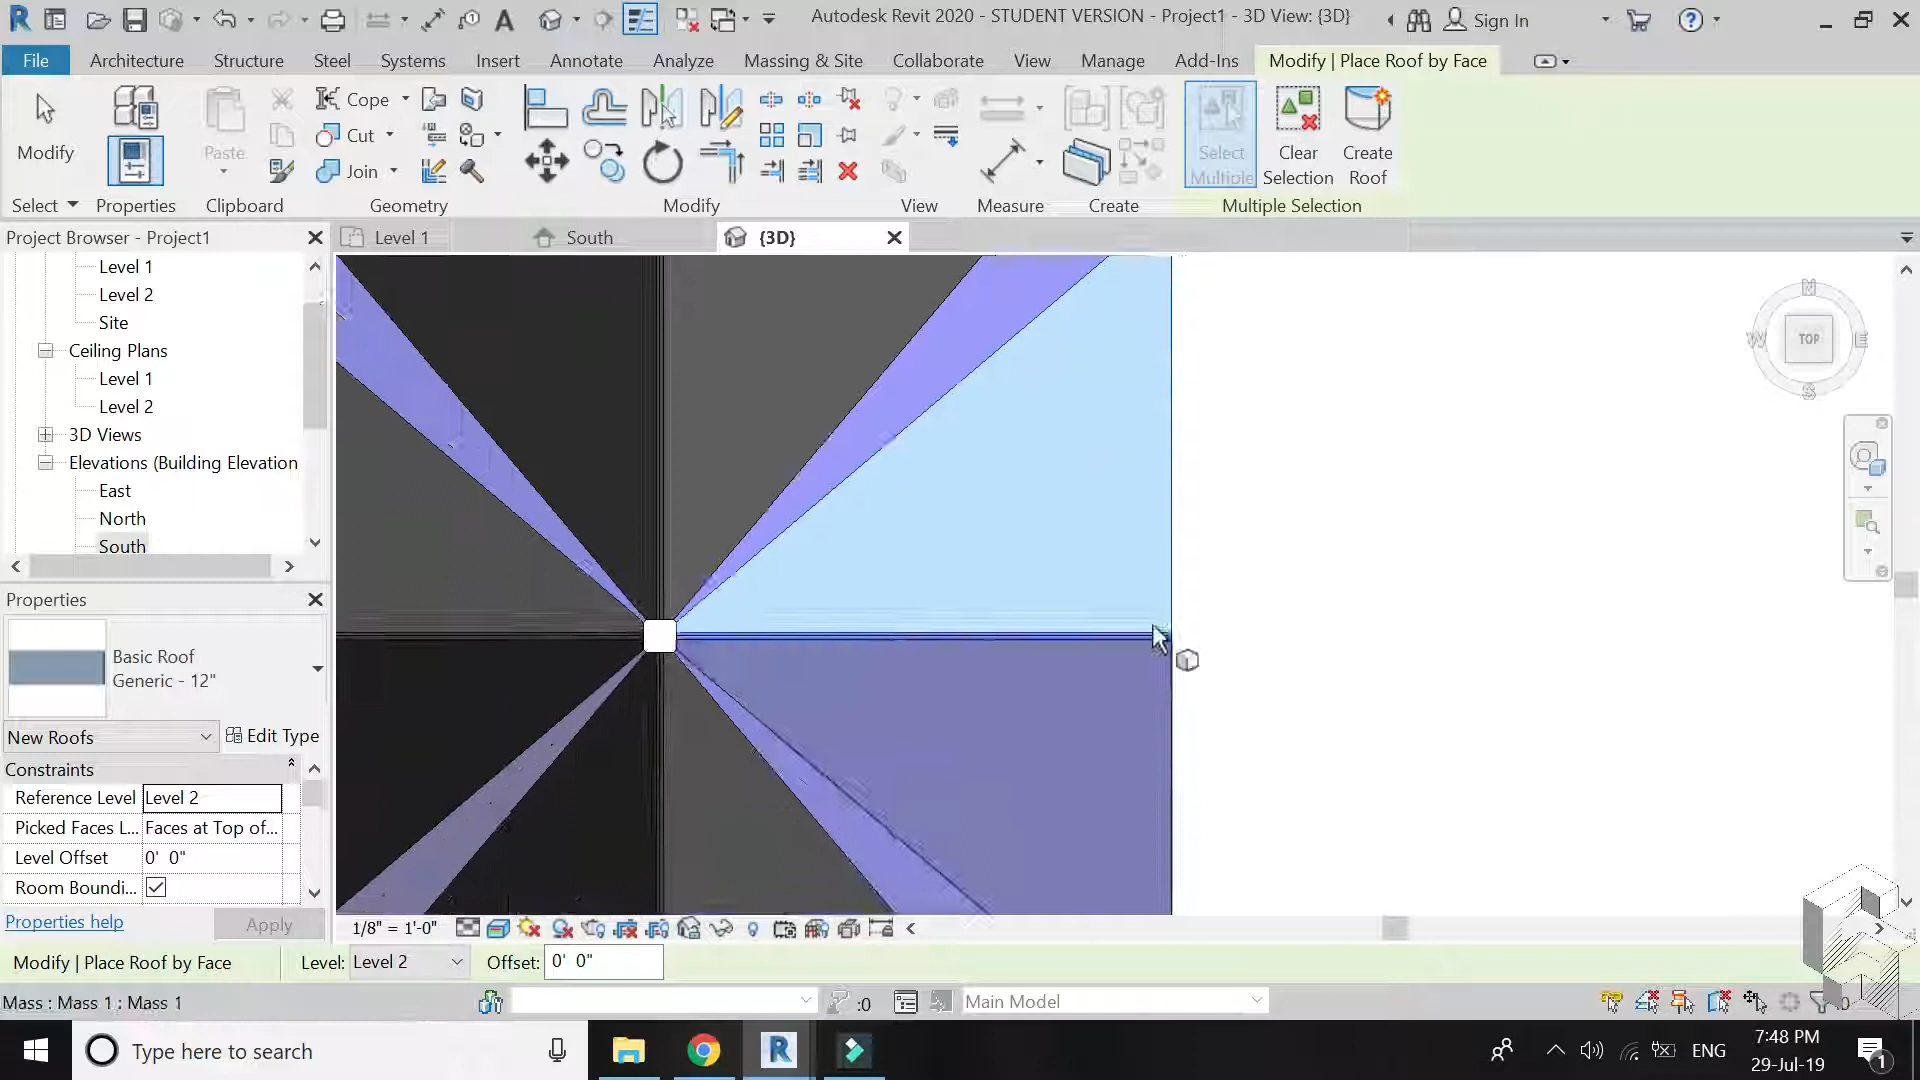 Autodesk Revit 2020 - STUDENT VERSION - Project1 - 3D View: {3D}
Sign In
File
Architecture
Structure
Steel
Systems
Insert
Annotate
Analyze
Massing & Site
Collaborate
View
Manage
Add-Ins
Modify | Place Roof by Face
Modify
Paste
Cope
Cut
Join
Select Multiple
Clear Selection
Create Roof
Select
Properties
Clipboard
Geometry
Modify
View
Measure
Create
Multiple Selection
Project Browser - Project1
Level 1
South
{3D}
Level 1
Level 2
Site
Ceiling Plans
Level 1
Level 2
3D Views
Elevations (Building Elevation
East
North
South
TOP
N
W
E
S
Properties
Basic Roof
Generic - 12"
New Roofs
Edit Type
Constraints
Reference Level
Level 2
Picked Faces L...
Faces at Top of...
Level Offset
0' 0"
Room Boundi...
Properties help
Apply
1/8" = 1'-0"
Modify | Place Roof by Face
Level: Level 2
Offset: 0' 0"
Mass : Mass 1 : Mass 1
:0
Main Model
Type here to search
ENG
7:48 PM
29-Jul-19
1